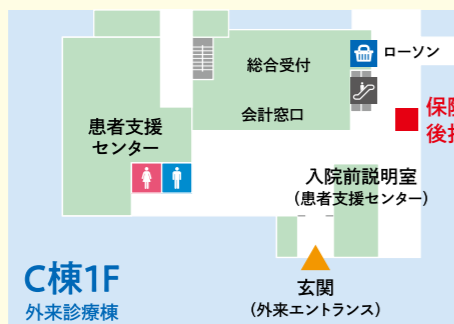 総合受付
ローソン
会計窓口
保険
後払
患者支援
センター
入院前説明室
(患者支援センター)
C棟1F
外来診療棟
玄関
(外来エントランス)